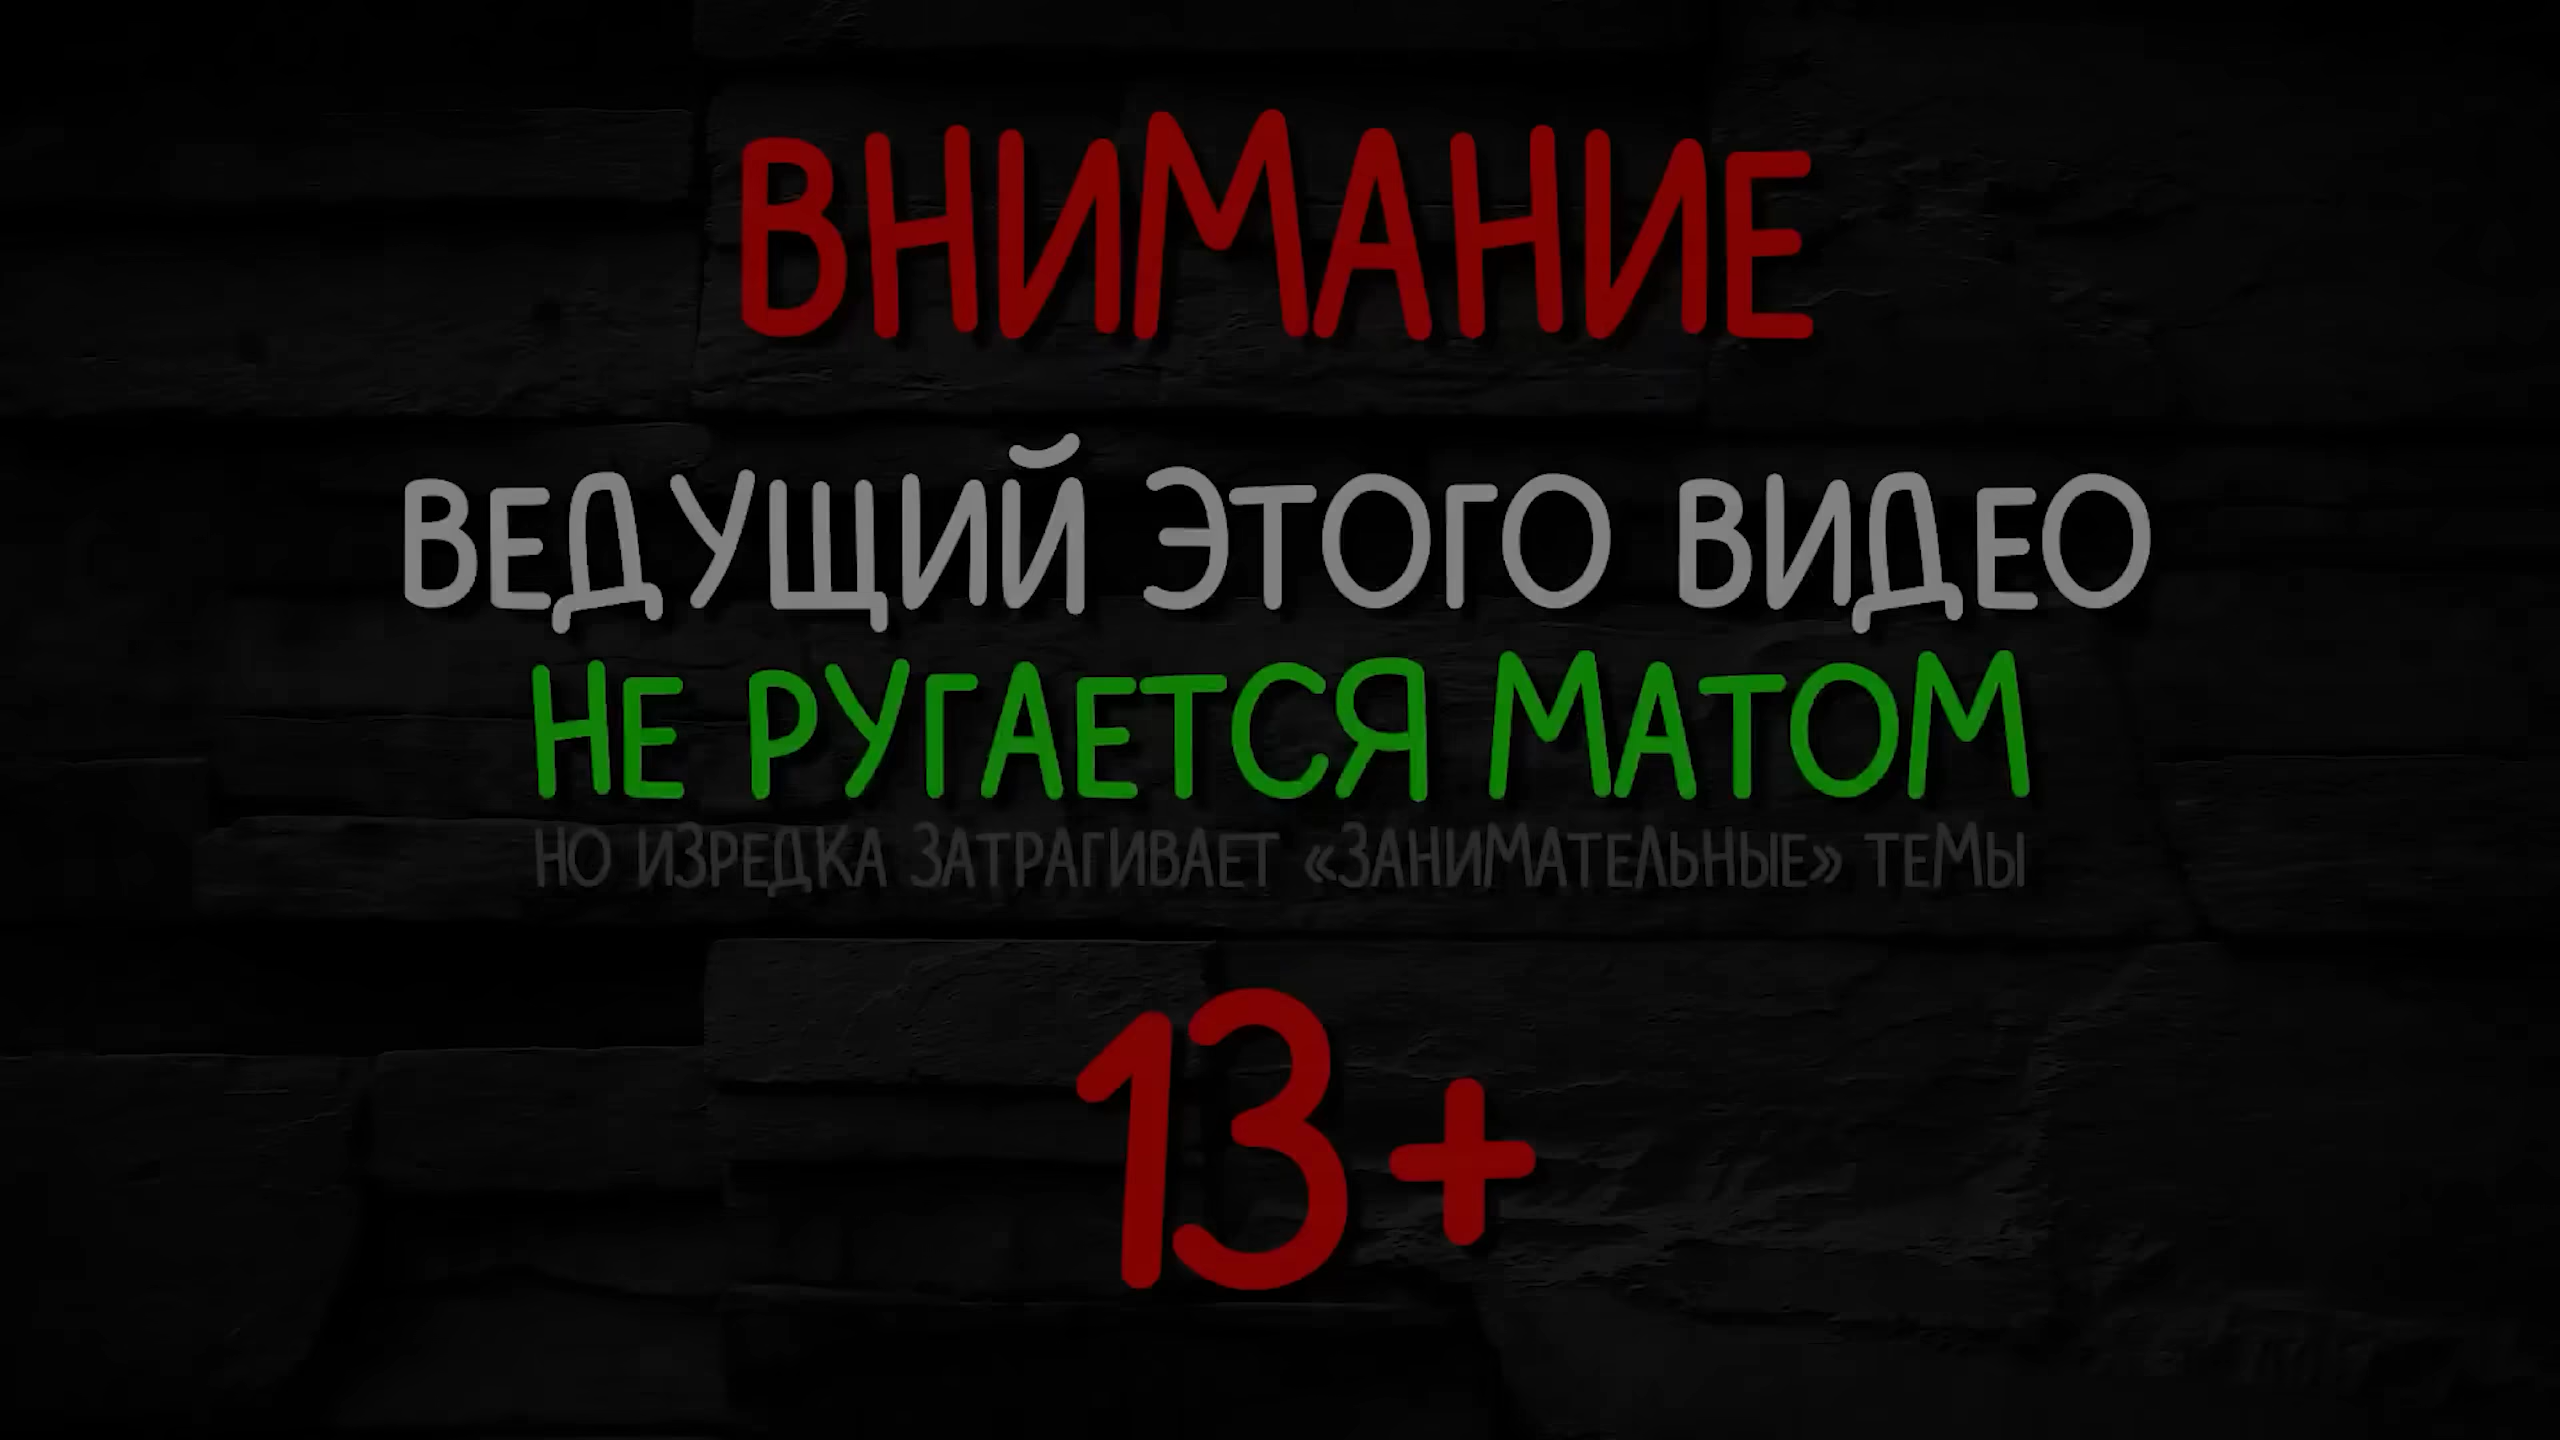 ВНИМАНИЕ
ВЕДУЩИЙ ЭТОГО ВИДЕО
НЕ РУГАЕТСЯ МАТОМ
НО ИЗРЕДКА ЗАТРАГИВАЕТ «ЗАНИМАТЕЛЬНЫЕ» ТЕМЫ
13+